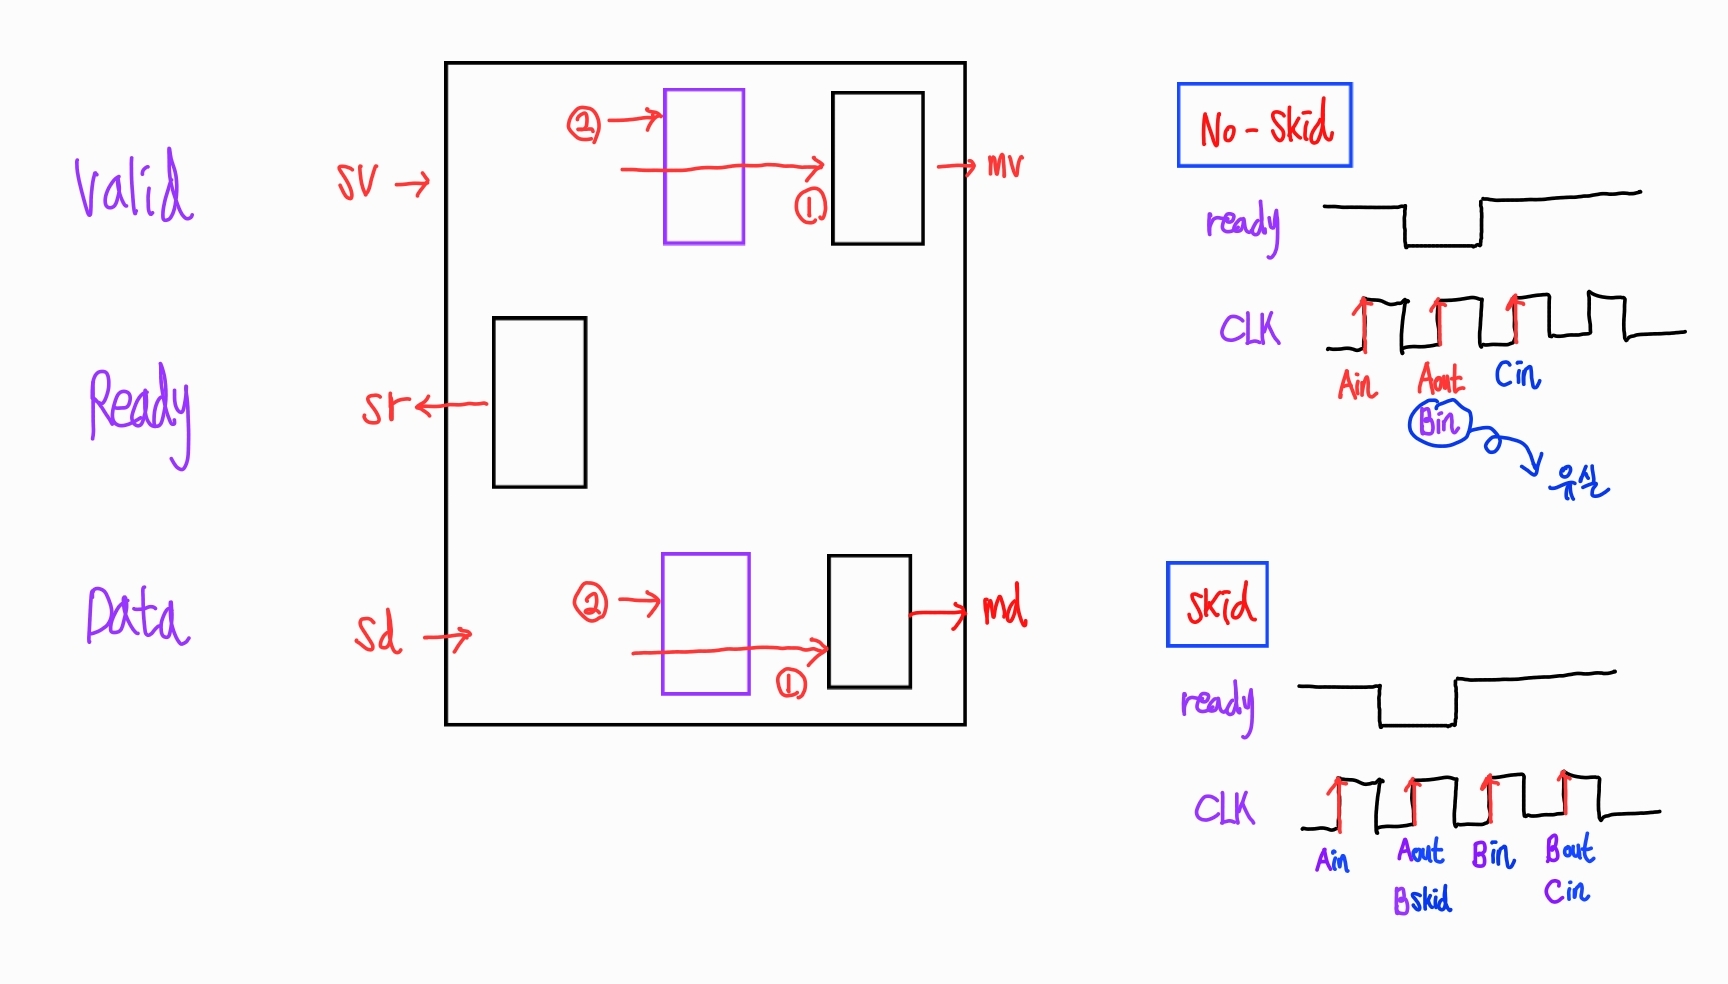 Valid
SV
②
①
mv
Ready
sr
Data
sd
②
①
md
No-skid
ready
CLK
Ain
Aout
Cin
Bin
유실
skid
ready
CLK
Ain
Aout
Bin
Bout
Bskid
Cin